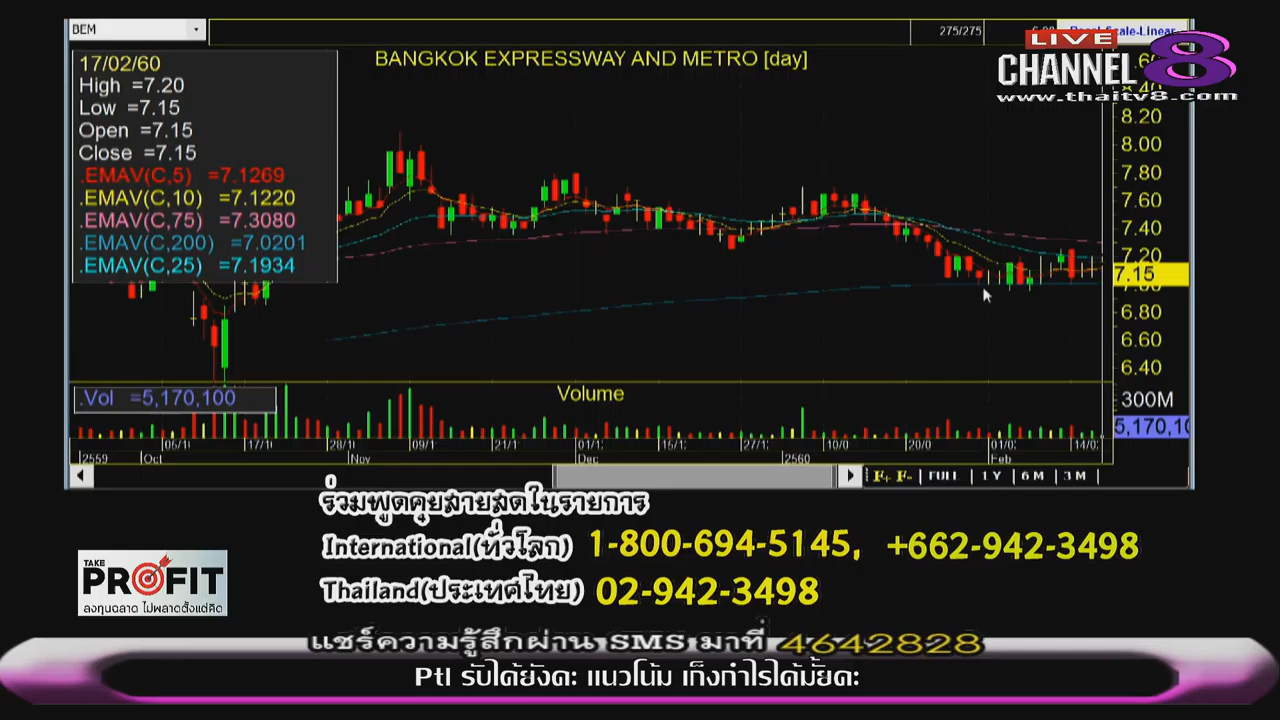 BEM
275/275
LIVE
CHANNEL 8
www.thaitv8.com
BANGKOK EXPRESSWAY AND METRO [day]
17/02/60
High =7.20
Low =7.15
Open =7.15
Close =7.15
.EMAV(C,5) =7.1269
.EMAV(C,10) =7.1220
.EMAV(C,75) =7.3080
.EMAV(C,200) =7.0201
.EMAV(C,25) =7.1934
8.20
8.00
7.80
7.60
7.40
7.20
7.15
6.80
6.60
6.40
.Vol =5,170,100
Volume
300M
2559 Oct Nov Dec 2560 Feb
F+ F- FULL 1 Y 6 M 3 M
ร่วมพูดคุยสายสดในรายการ
International(ทั่วโลก) 1-800-694-5145, +662-942-3498
Thailand(ประเทศไทย) 02-942-3498
TAKE
PROFIT
ลงทุนฉลาด ไม่พลาดตั้งแต่คิด
แชร์ความรู้สึกผ่าน SMS มาที่ 4642828
Ptl รับได้ยังคะ แนวโน้ม เก็งกำไรได้มั้ยคะ